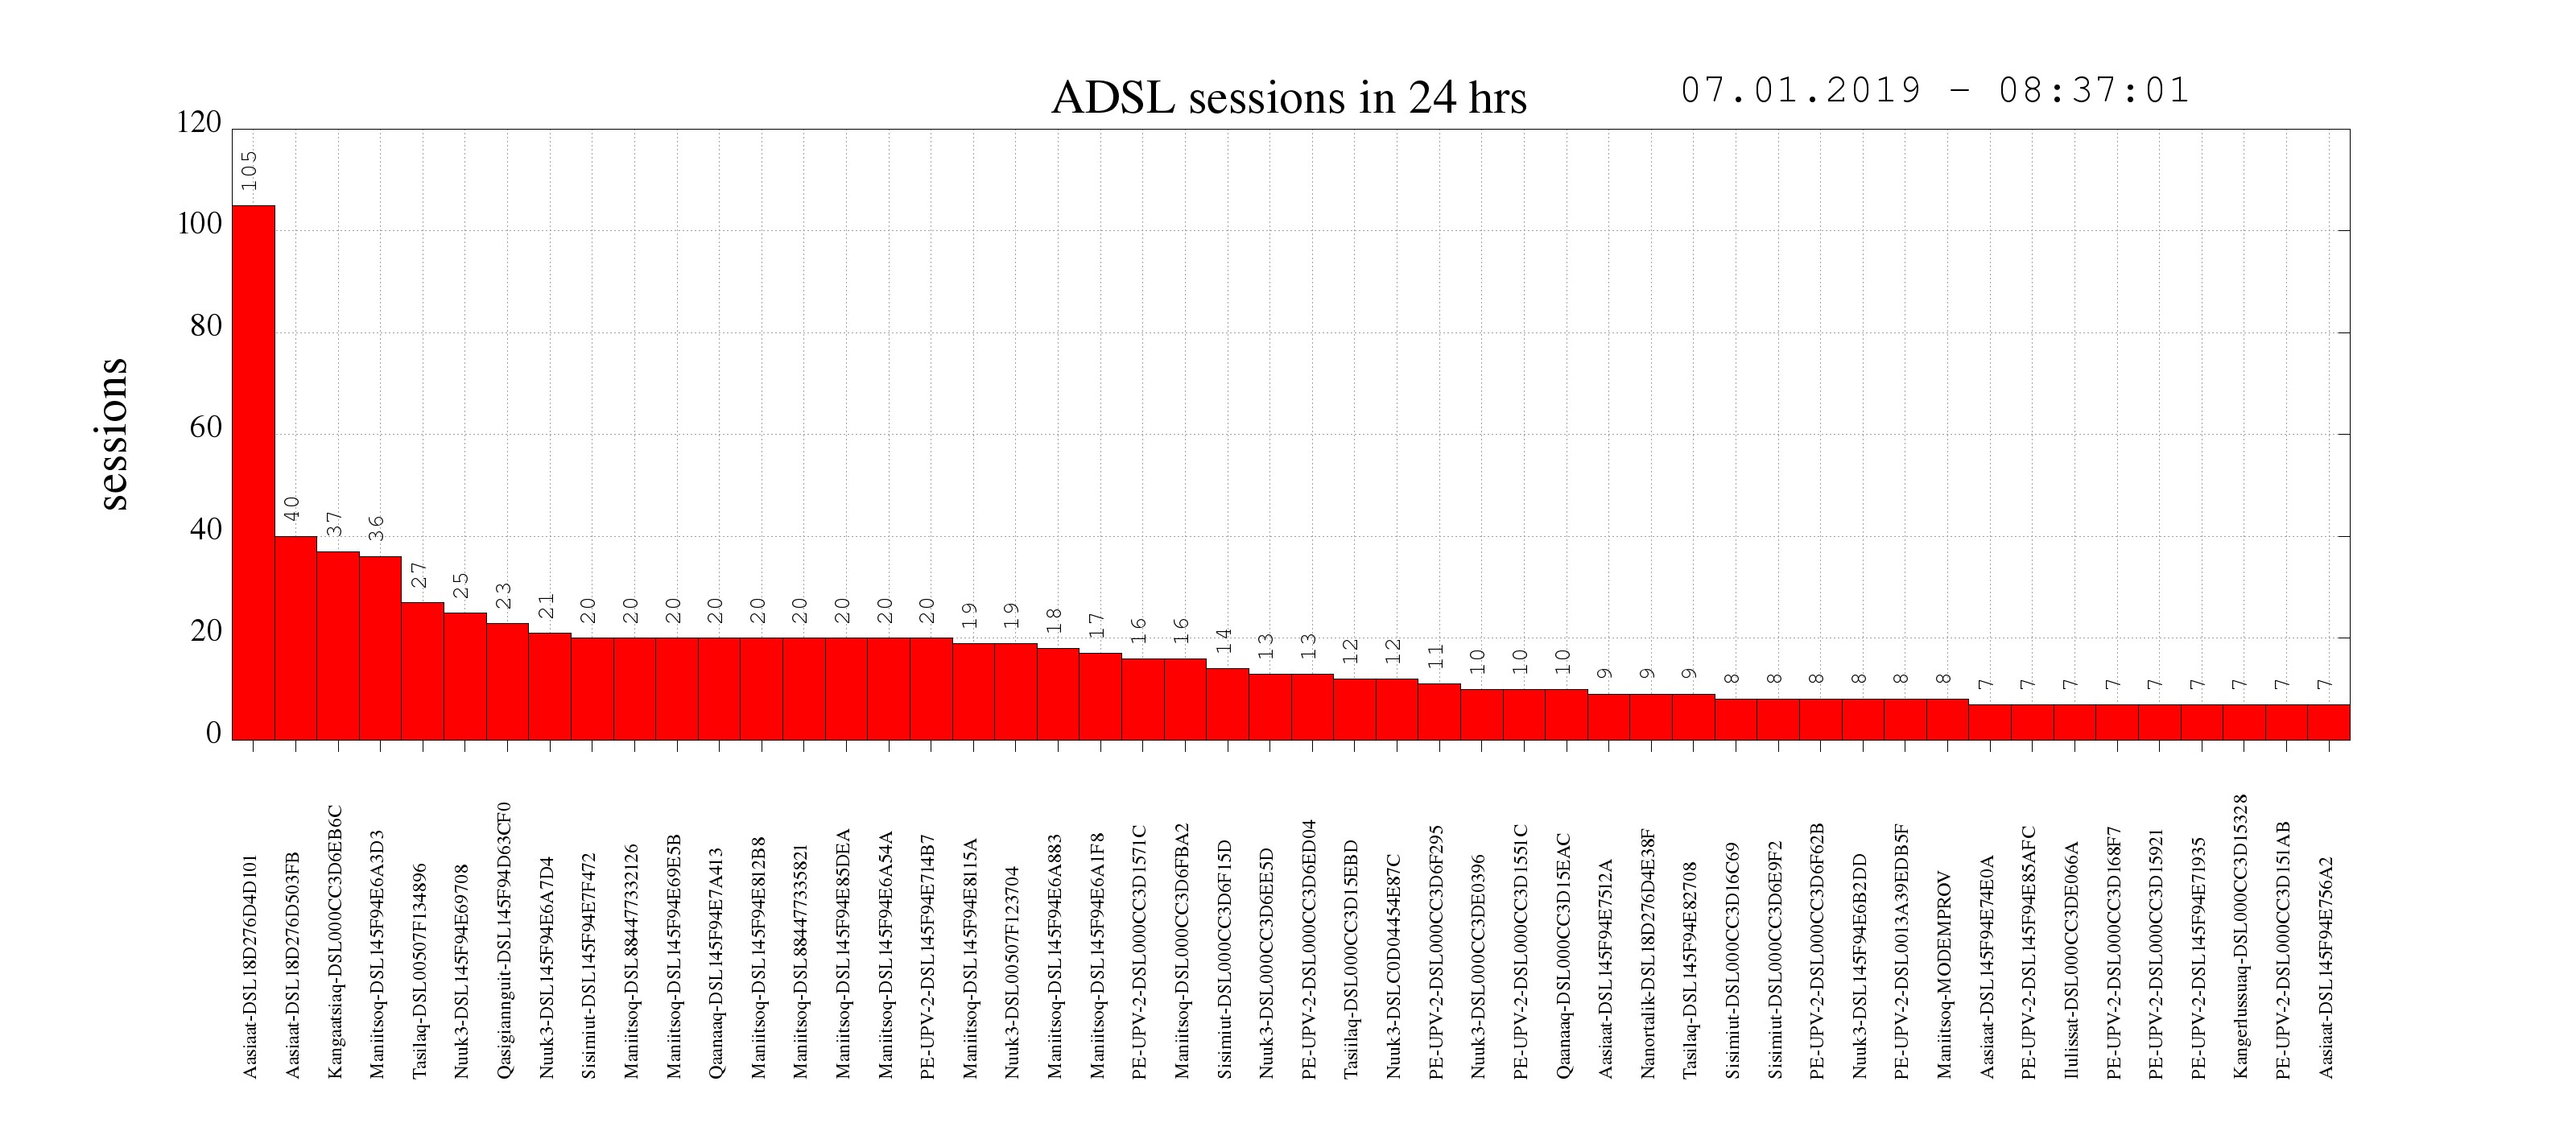 ADSL sessions in 24 hrs
07.01.2019 - 08:37:01
sessions
120
100
80
60
40
20
0
105
40
37
36
27
25
23
21
20
20
20
20
20
20
20
20
20
19
19
18
17
16
16
14
13
13
12
12
11
10
10
10
9
9
9
8
8
8
8
8
8
7
7
7
7
7
7
7
7
7
Aasiaat-DSL18D276D4D101
Aasiaat-DSL18D276D503FB
Kangaatsiaq-DSL000CC3D6EB6C
Maniitsoq-DSL145F94E6A3D3
Tasilaq-DSL00507F134896
Nuuk3-DSL145F94E69708
Qasigiannguit-DSL145F94D63CF0
Nuuk3-DSL145F94E6A7D4
Sisimiut-DSL145F94E7F472
Maniitsoq-DSL884477332126
Maniitsoq-DSL145F94E69E5B
Qaanaaq-DSL145F94E7A413
Maniitsoq-DSL145F94E812B8
Maniitsoq-DSL884477335821
Maniitsoq-DSL145F94E85DEA
Maniitsoq-DSL145F94E6A54A
PE-UPV-2-DSL145F94E714B7
Maniitsoq-DSL145F94E8115A
Nuuk3-DSL00507F123704
Maniitsoq-DSL145F94E6A883
Maniitsoq-DSL145F94E6A1F8
PE-UPV-2-DSL000CC3D1571C
Maniitsoq-DSL000CC3D6FBA2
Sisimiut-DSL000CC3D6F15D
Nuuk3-DSL000CC3D6EE5D
PE-UPV-2-DSL000CC3D6ED04
Tasiilaq-DSL000CC3D15EBD
Nuuk3-DSLC0D04454E87C
PE-UPV-2-DSL000CC3D6F295
Nuuk3-DSL000CC3DE0396
PE-UPV-2-DSL000CC3D1551C
Qaanaaq-DSL000CC3D15EAC
Aasiaat-DSL145F94E7512A
Nanortalik-DSL18D276D4E38F
Tasilaq-DSL145F94E82708
Sisimiut-DSL000CC3D16C69
Sisimiut-DSL000CC3D6E9F2
PE-UPV-2-DSL000CC3D6F62B
Nuuk3-DSL145F94E6B2DD
PE-UPV-2-DSL0013A39EDB5F
Maniitsoq-MODEMPROV
Aasiaat-DSL145F94E74E0A
PE-UPV-2-DSL145F94E85AFC
Ilulissat-DSL000CC3DE066A
PE-UPV-2-DSL000CC3D168F7
PE-UPV-2-DSL000CC3D15921
PE-UPV-2-DSL145F94E71935
Kangerlussuaq-DSL000CC3D15328
PE-UPV-2-DSL000CC3D151AB
Aasiaat-DSL145F94E756A2